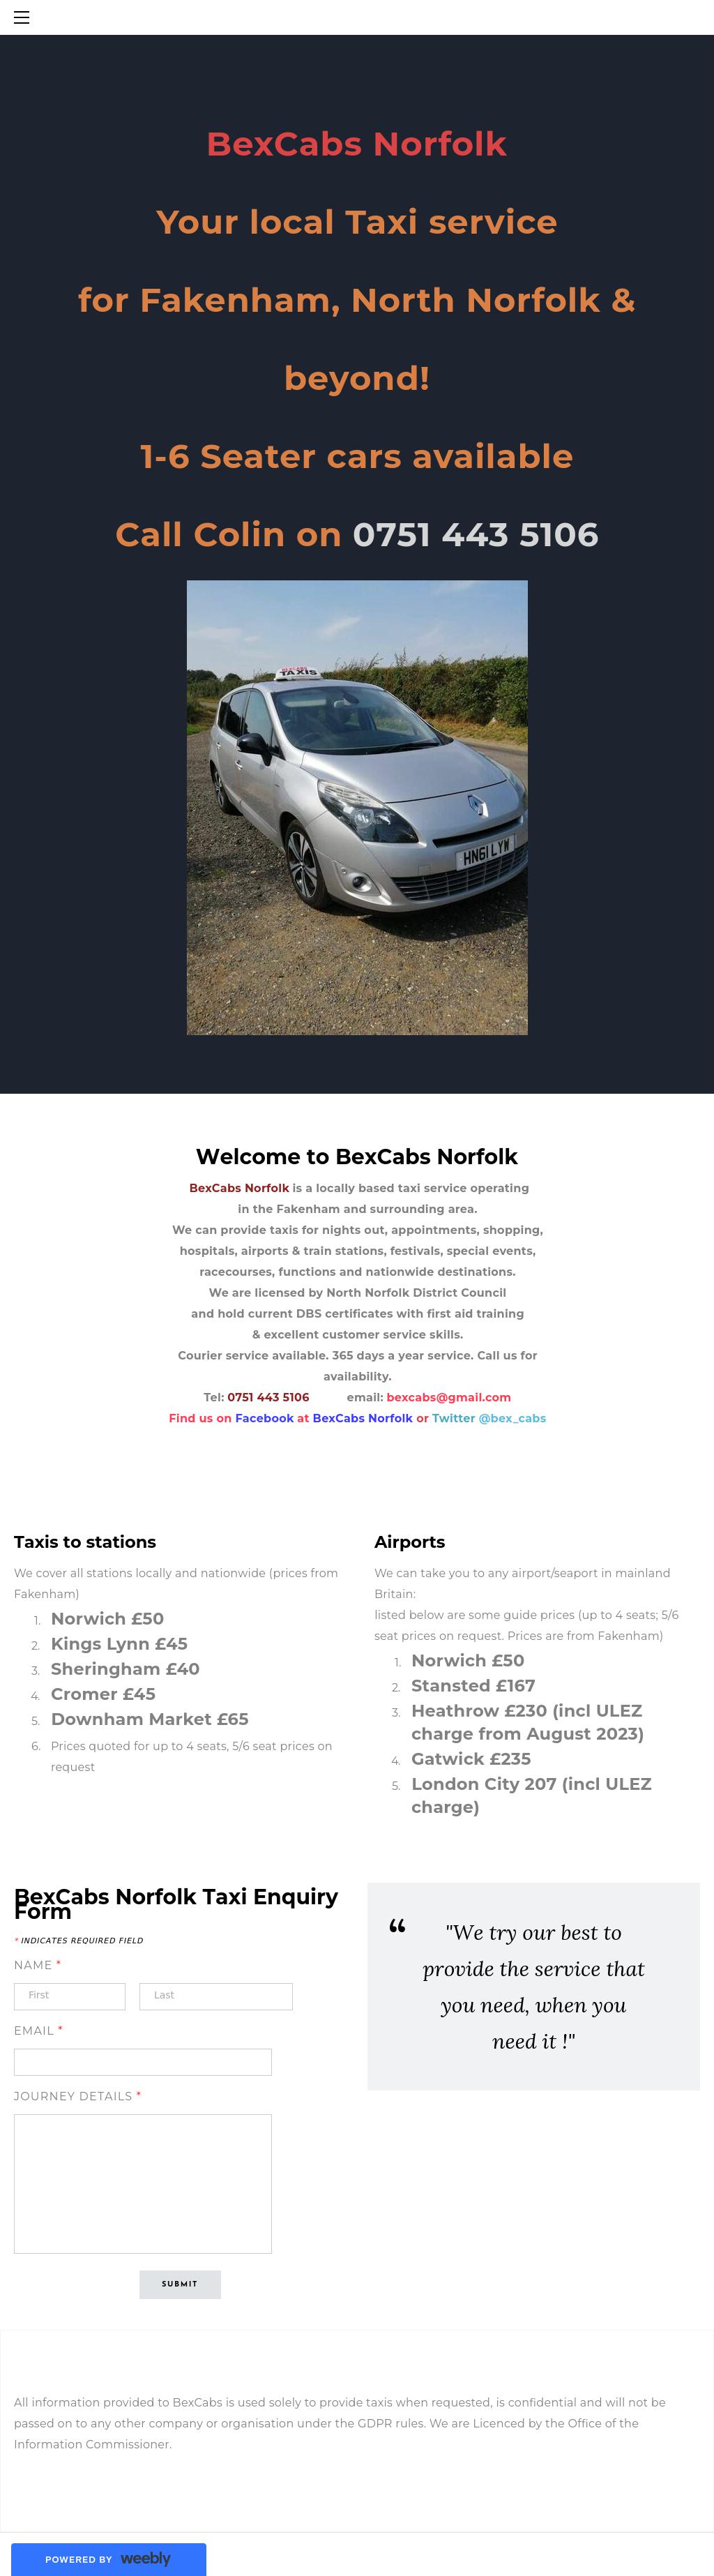 BexCabs Norfolk
Your local Taxi service
for Fakenham, North Norfolk &
beyond!
1-6 Seater cars available
Call Colin on 0751 443 5106
BEXCABS
TAXIS
HN61 LYW
Welcome to BexCabs Norfolk
BexCabs Norfolk is a locally based taxi service operating
in the Fakenham and surrounding area.
We can provide taxis for nights out, appointments, shopping,
hospitals, airports & train stations, festivals, special events,
racecourses, functions and nationwide destinations.
We are licensed by North Norfolk District Council
and hold current DBS certificates with first aid training
& excellent customer service skills.
Courier service available. 365 days a year service. Call us for
availability.
Tel: 0751 443 5106 email: bexcabs@gmail.com
Find us on Facebook at BexCabs Norfolk or Twitter @bex_cabs
Taxis to stations
We cover all stations locally and nationwide (prices from
Fakenham)
1. Norwich £50
2. Kings Lynn £45
3. Sheringham £40
4. Cromer £45
5. Downham Market £65
6. Prices quoted for up to 4 seats, 5/6 seat prices on
request
Airports
We can take you to any airport/seaport in mainland
Britain:
listed below are some guide prices (up to 4 seats; 5/6
seat prices on request. Prices are from Fakenham)
1. Norwich £50
2. Stansted £167
3. Heathrow £230 (incl ULEZ
charge from August 2023)
4. Gatwick £235
5. London City 207 (incl ULEZ
charge)
BexCabs Norfolk Taxi Enquiry
Form
* INDICATES REQUIRED FIELD
NAME *
First Last
EMAIL *
JOURNEY DETAILS *
SUBMIT
“ "We try our best to
provide the service that
you need, when you
need it !"
All information provided to BexCabs is used solely to provide taxis when requested, is confidential and will not be
passed on to any other company or organisation under the GDPR rules. We are Licenced by the Office of the
Information Commissioner.
POWERED BY weebly